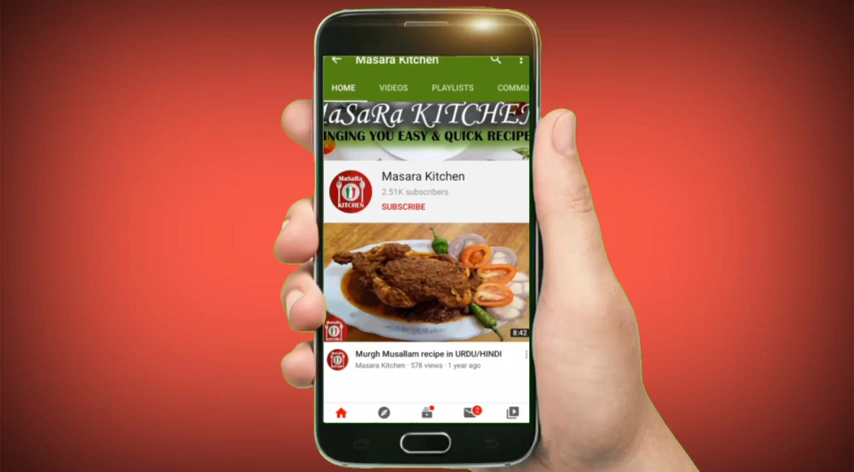 Masara Kitchen
HOME VIDEOS PLAYLISTS COMMU
aSaRa KITCHEN
INGING YOU EASY & QUICK RECIPE
MaSaRa
KITCHEN
Masara Kitchen
2.51K subscribers
SUBSCRIBE
8:42
Murgh Musallam recipe in URDU/HINDI
Masara Kitchen · 578 views · 1 year ago
2